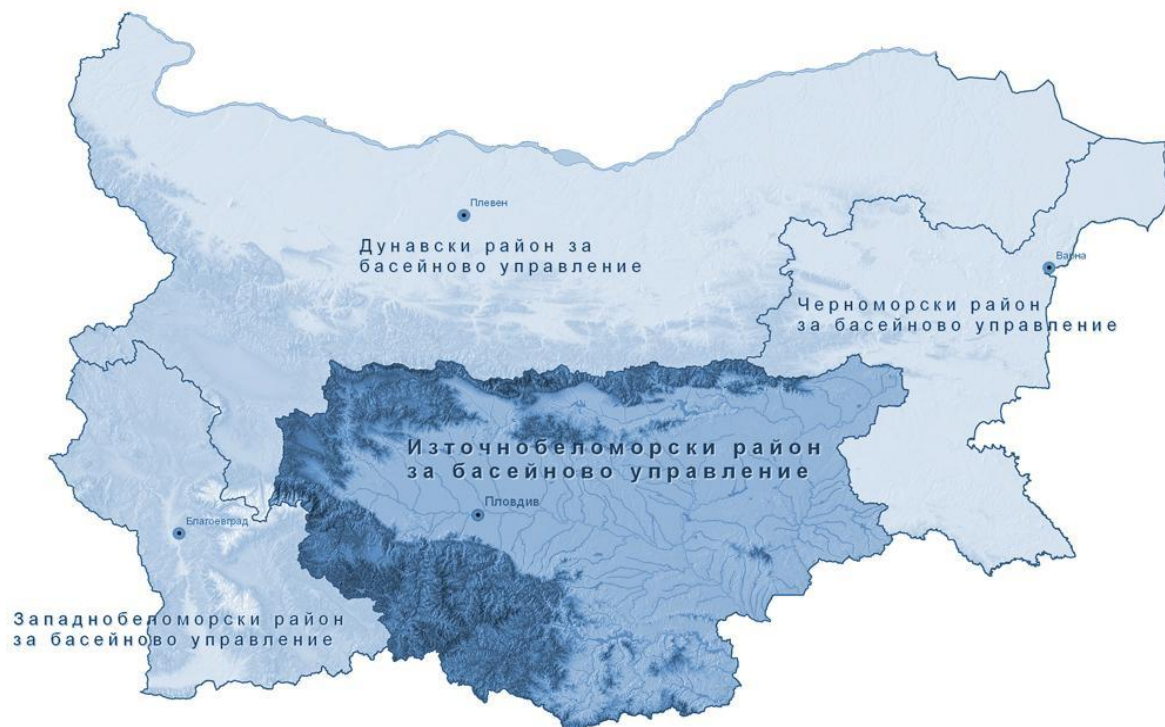 Плевен
Дунавски район за
басейново управление
Варна
Черноморски район
за басейново управление
Източнобеломорски район
за басейново управление
Пловдив
Благоевград
Западнобеломорски район
за басейново управление